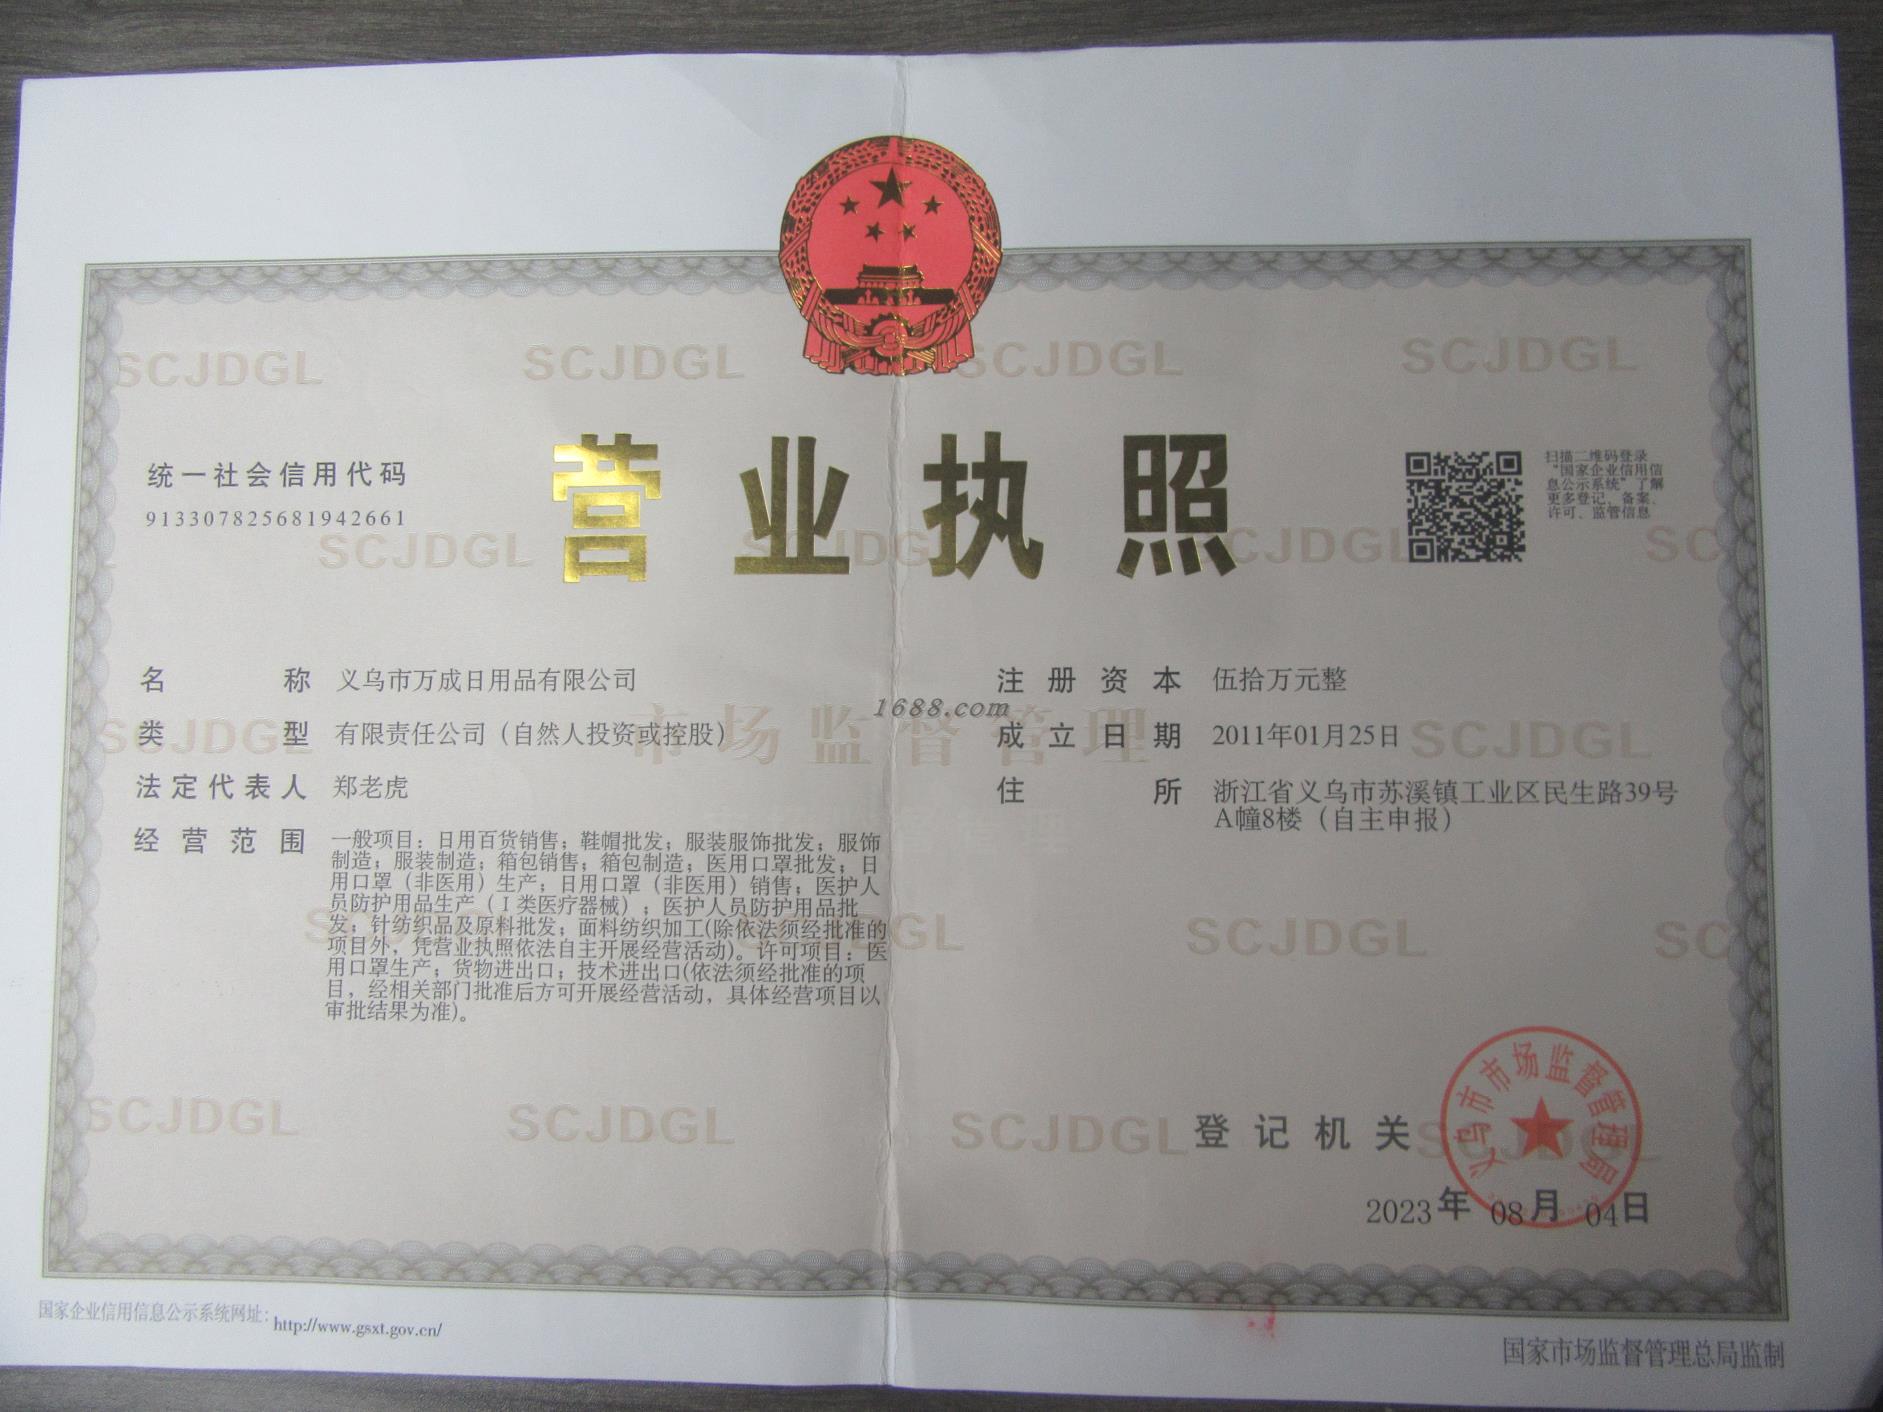 统一社会信用代码
913307825681942661
营业执照
扫描二维码登录
“国家企业信用信
息公示系统”了解
更多登记、备案、
许可、监管信息
名称 义乌市万成日用品有限公司
类型 有限责任公司（自然人投资或控股）
法定代表人 郑老虎
经营范围 一般项目：日用百货销售；鞋帽批发；服装服饰批发；服饰
制造；服装制造；箱包销售；箱包制造；医用口罩批发；日
用口罩（非医用）生产；日用口罩（非医用）销售；医护人
员防护用品生产（Ⅰ类医疗器械）；医护人员防护用品批
发；针纺织品及原料批发；面料纺织加工(除依法须经批准的
项目外，凭营业执照依法自主开展经营活动)。许可项目：医
用口罩生产；货物进出口；技术进出口(依法须经批准的项
目，经相关部门批准后方可开展经营活动，具体经营项目以
审批结果为准)。
注册资本 伍拾万元整
成立日期 2011年01月25日
住所 浙江省义乌市苏溪镇工业区民生路39号
A幢8楼（自主申报）
1688.com
市场监督管理
SCJDGL
登记机关
义乌市市场监督管理局
2023年08月04日
国家企业信用信息公示系统网址：http://www.gsxt.gov.cn/
国家市场监督管理总局监制